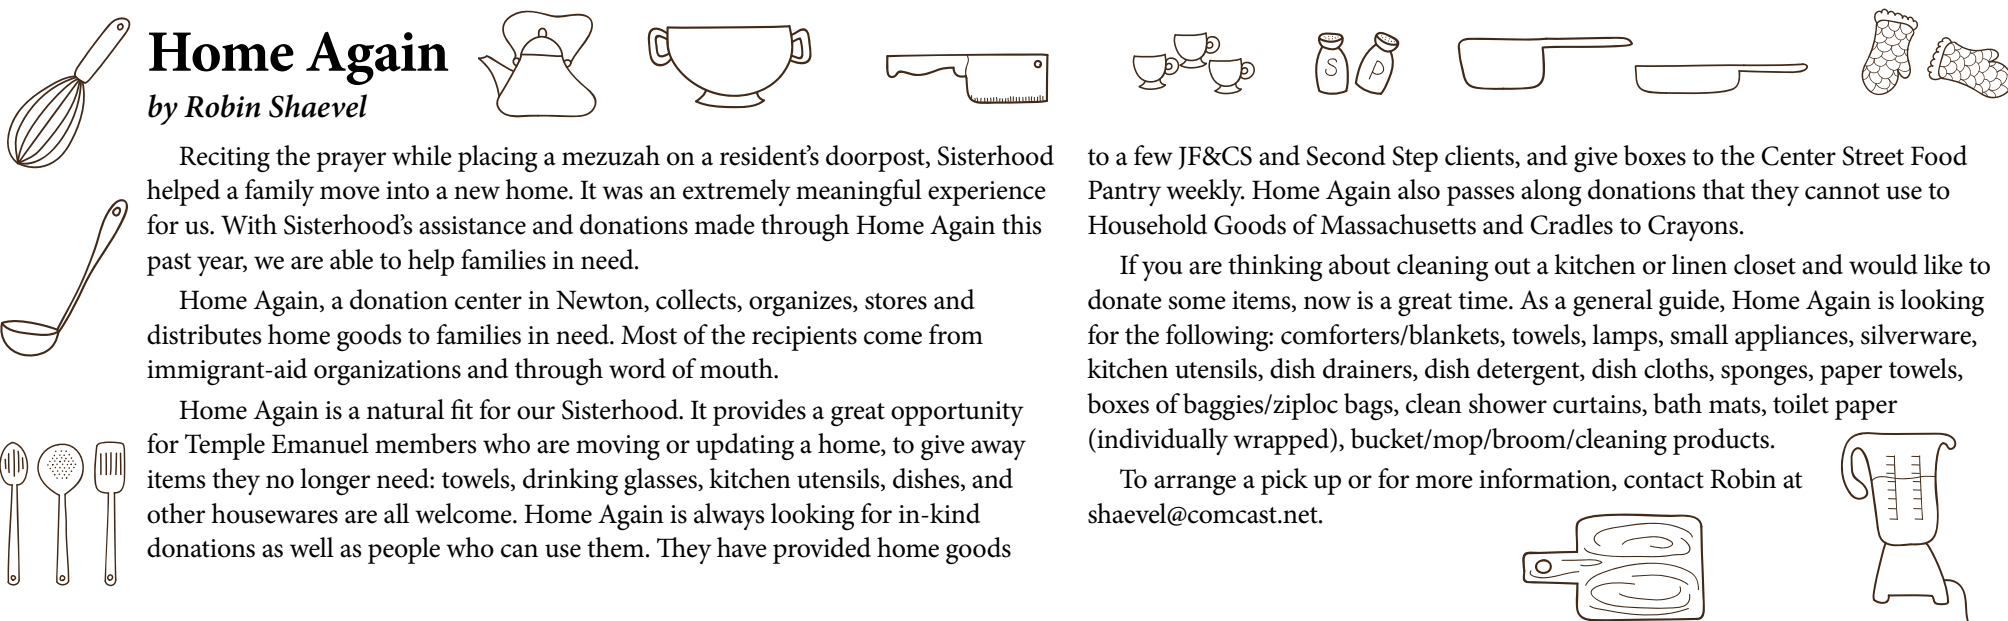 Home Again
by Robin Shaevel
Reciting the prayer while placing a mezuzah on a resident’s doorpost, Sisterhood
helped a family move into a new home. It was an extremely meaningful experience
for us. With Sisterhood’s assistance and donations made through Home Again this
past year, we are able to help families in need.
Home Again, a donation center in Newton, collects, organizes, stores and
distributes home goods to families in need. Most of the recipients come from
immigrant-aid organizations and through word of mouth.
Home Again is a natural fit for our Sisterhood. It provides a great opportunity
for Temple Emanuel members who are moving or updating a home, to give away
items they no longer need: towels, drinking glasses, kitchen utensils, dishes, and
other housewares are all welcome. Home Again is always looking for in-kind
donations as well as people who can use them. They have provided home goods
S P
to a few JF&CS and Second Step clients, and give boxes to the Center Street Food
Pantry weekly. Home Again also passes along donations that they cannot use to
Household Goods of Massachusetts and Cradles to Crayons.
If you are thinking about cleaning out a kitchen or linen closet and would like to
donate some items, now is a great time. As a general guide, Home Again is looking
for the following: comforters/blankets, towels, lamps, small appliances, silverware,
kitchen utensils, dish drainers, dish detergent, dish cloths, sponges, paper towels,
boxes of baggies/ziploc bags, clean shower curtains, bath mats, toilet paper
(individually wrapped), bucket/mop/broom/cleaning products.
To arrange a pick up or for more information, contact Robin at
shaevel@comcast.net.